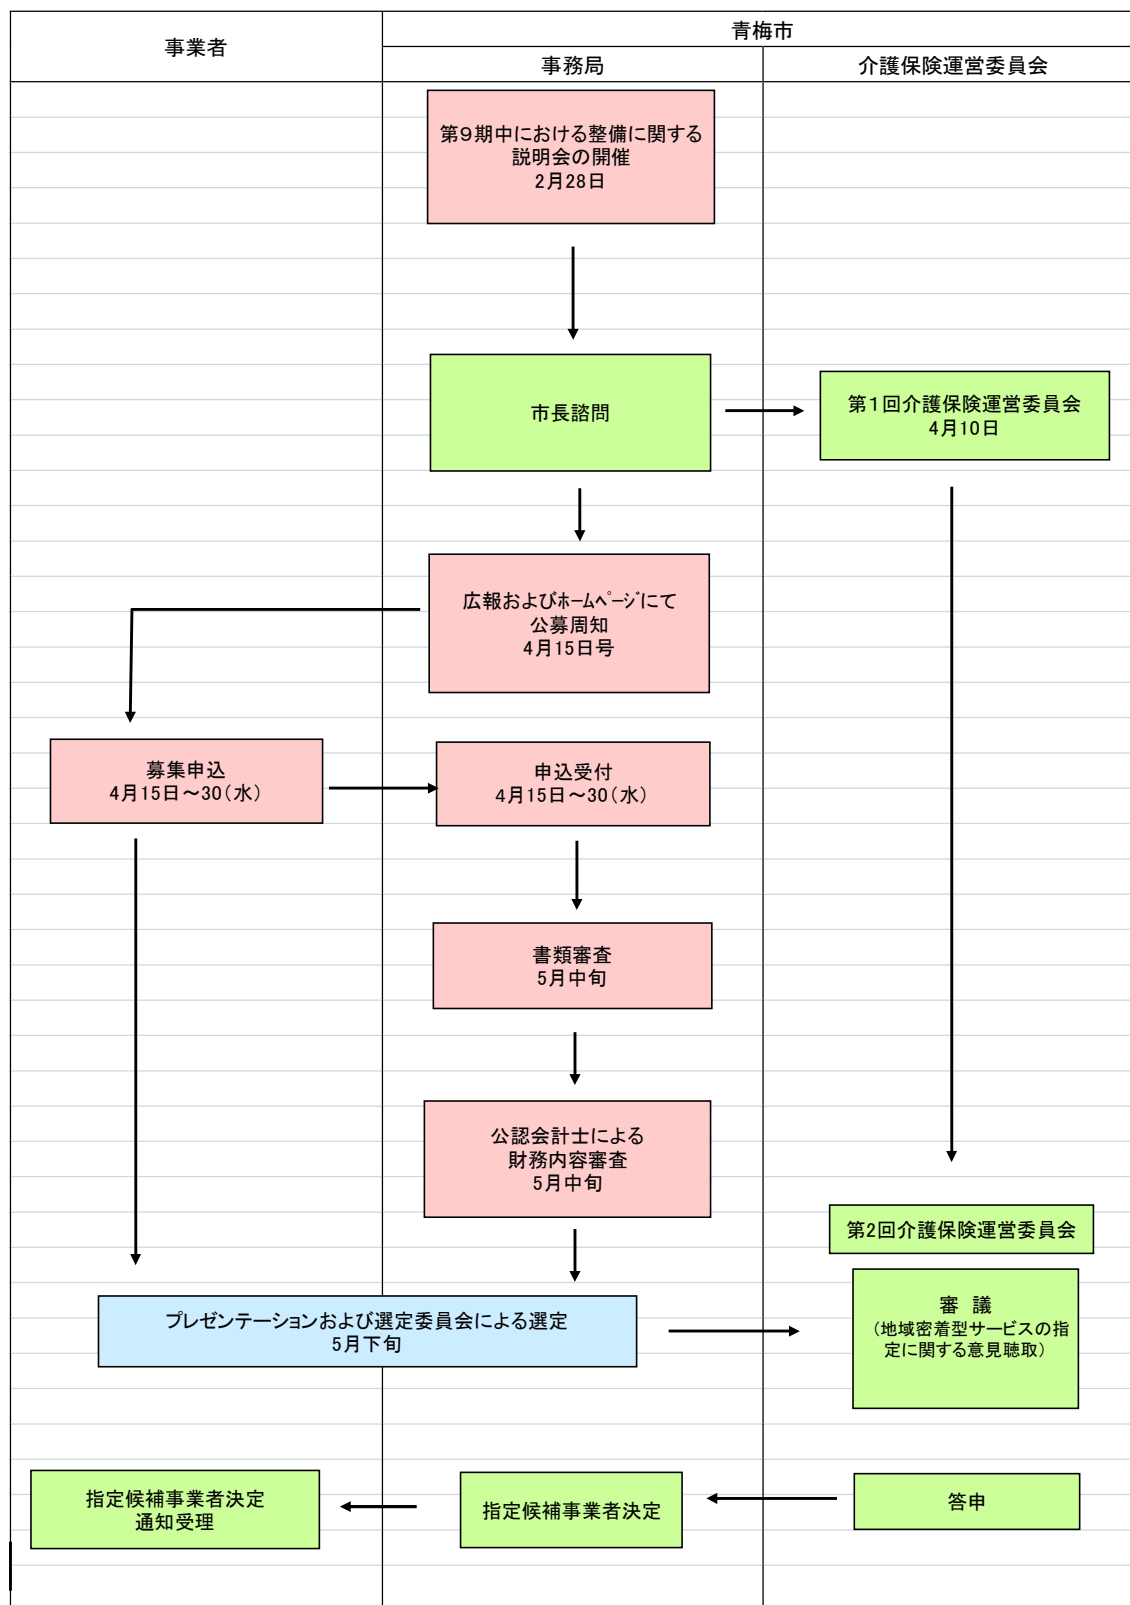 事業者
青梅市
事務局
介護保険運営委員会
第９期中における整備に関する
説明会の開催
2月28日
市長諮問
第１回介護保険運営委員会
4月10日
広報およびﾎｰﾑﾍﾟｰｼﾞにて
公募周知
4月15日号
募集申込
4月15日～30（水）
申込受付
4月15日～30（水）
書類審査
5月中旬
公認会計士による
財務内容審査
5月中旬
第2回介護保険運営委員会
プレゼンテーションおよび選定委員会による選定
5月下旬
審　議
（地域密着型サービスの指
定に関する意見聴取）
指定候補事業者決定
通知受理
指定候補事業者決定
答申